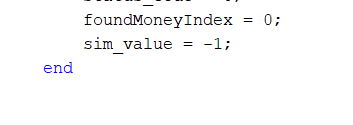 foundMoneyIndex = 0;
sim_value = -1;
end